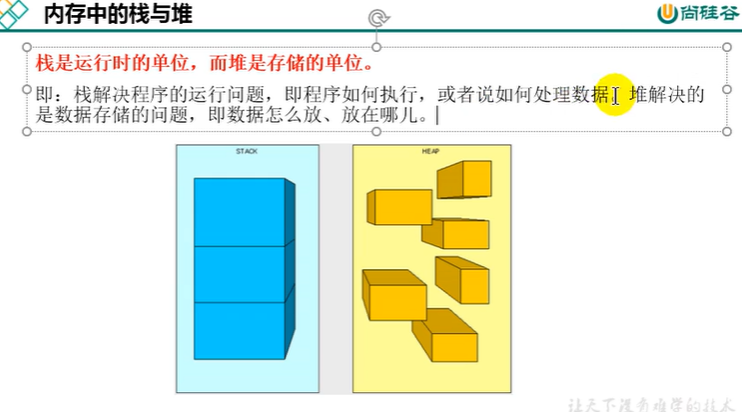 内存中的栈与堆
尚硅谷
栈是运行时的单位，而堆是存储的单位。
即：栈解决程序的运行问题，即程序如何执行，或者说如何处理数据。堆解决的
是数据存储的问题，即数据怎么放、放在哪儿。
STACK
HEAP
让天下没有难学的技术